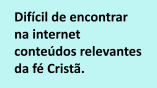 Difícil de encontrar
na internet
conteúdos relevantes
da fé Cristã.